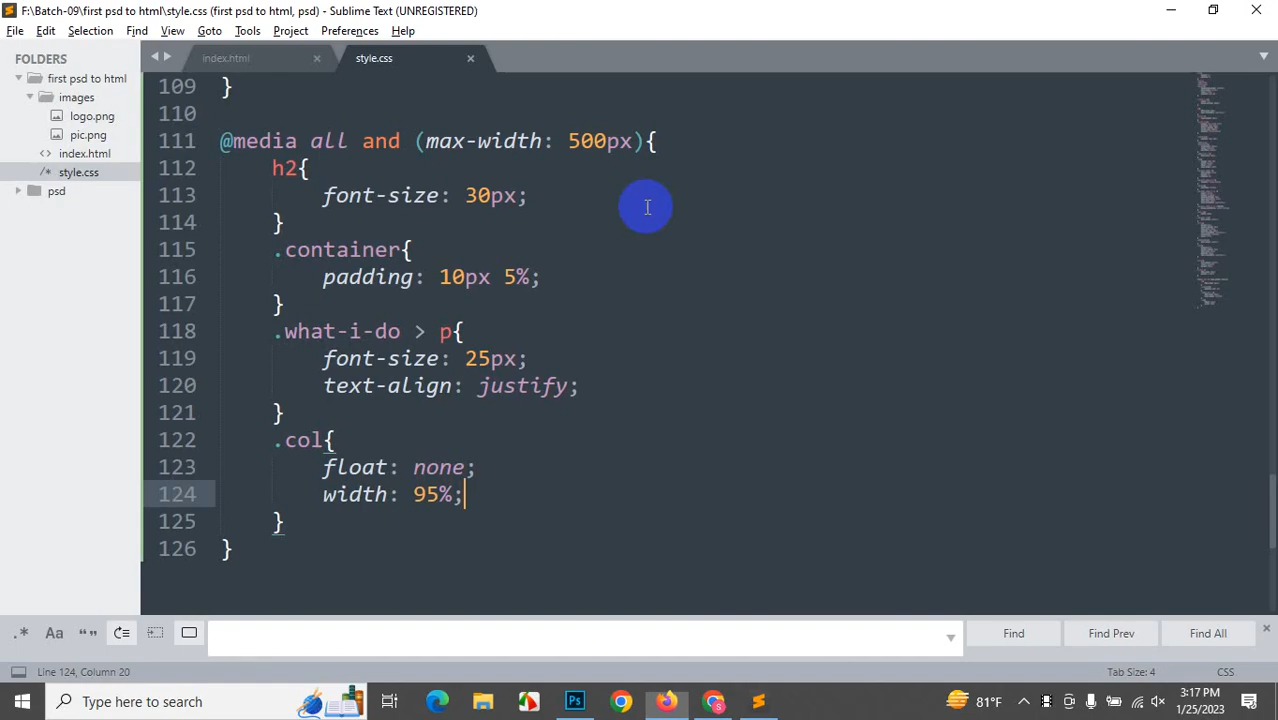 F:\Batch-09\first psd to html\style.css (first psd to html, psd) - Sublime Text (UNREGISTERED)
File Edit Selection Find View Goto Tools Project Preferences Help
FOLDERS
first psd to html
images
logo.png
pic.png
index.html
/* style.css
psd
index.html ×
style.css ×
109 }
110
111 @media all and (max-width: 500px){
112 h2{
113 font-size: 30px;
114 }
115 .container{
116 padding: 10px 5%;
117 }
118 .what-i-do > p{
119 font-size: 25px;
120 text-align: justify;
121 }
122 .col{
123 float: none;
124 width: 95%;
125 }
126 }
.* Aa “” Find Find Prev Find All
Line 124, Column 20 Tab Size: 4 CSS
Type here to search
Ps
S
81°F
3:17 PM
1/25/2023